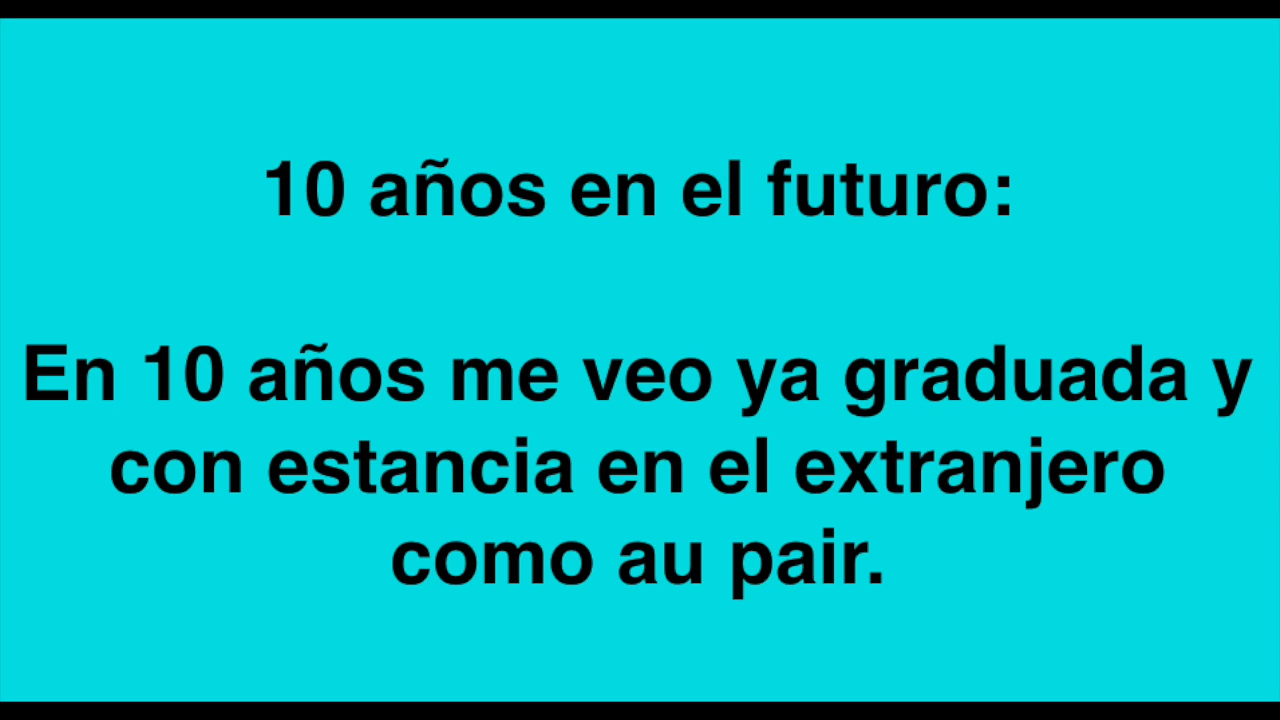 10 años en el futuro:
En 10 años me veo ya graduada y
con estancia en el extranjero
como au pair.